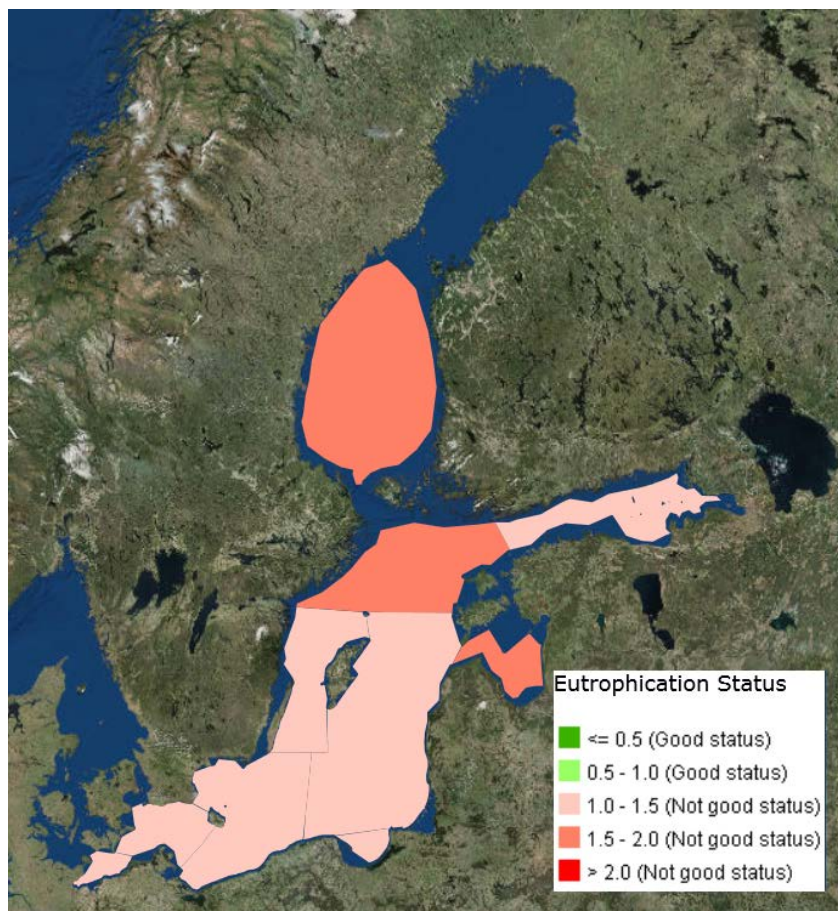 Eutrophication Status
<= 0.5 (Good status)
0.5 - 1.0 (Good status)
1.0 - 1.5 (Not good status)
1.5 - 2.0 (Not good status)
> 2.0 (Not good status)